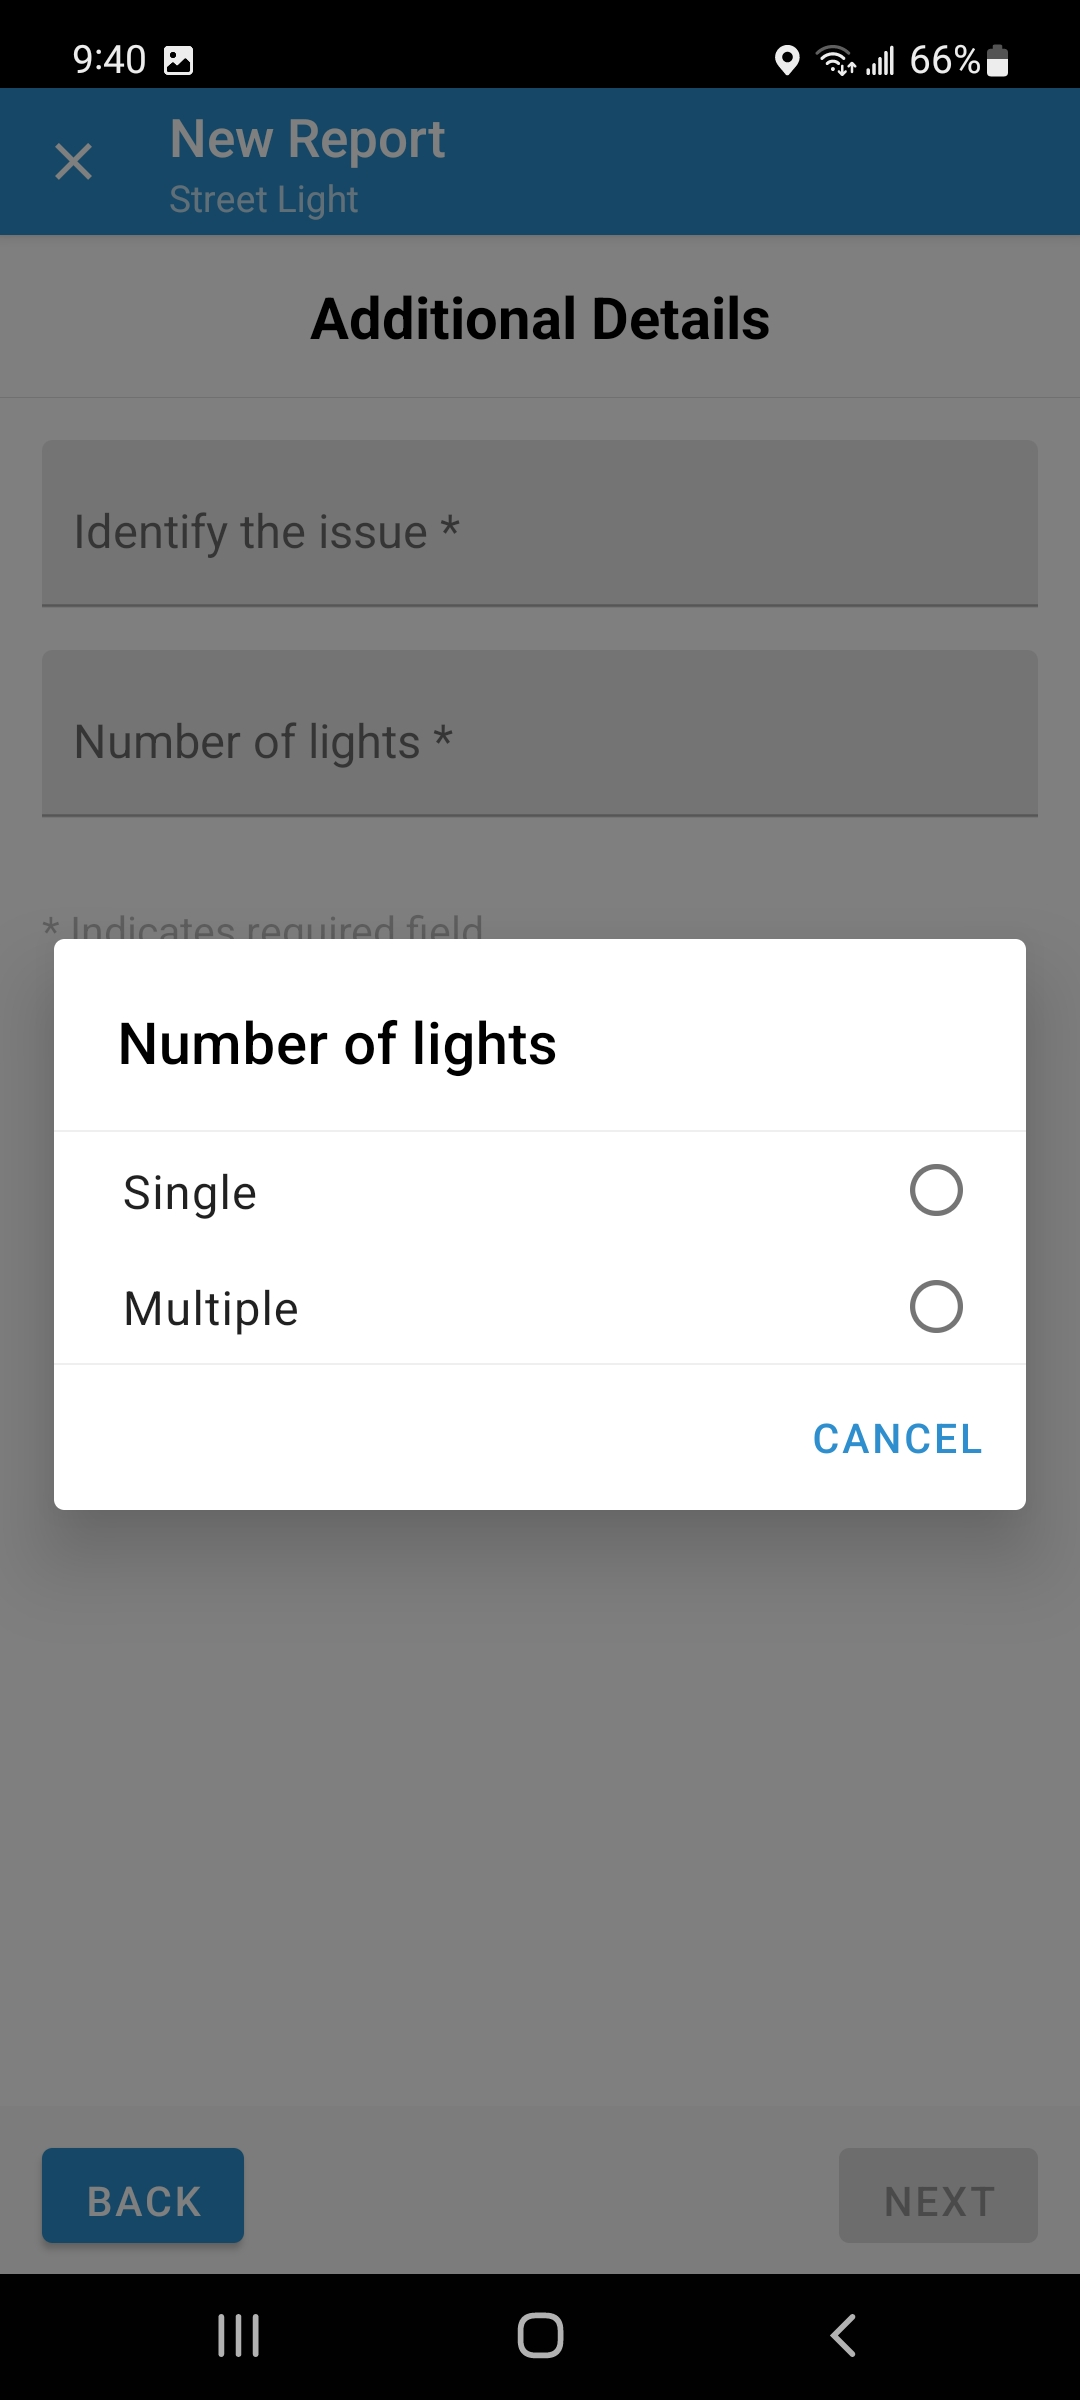 9:40
66%
New Report
Street Light
Additional Details
Identify the issue *
Number of lights *
* Indicates required field
Number of lights
Single
Multiple
CANCEL
BACK
NEXT